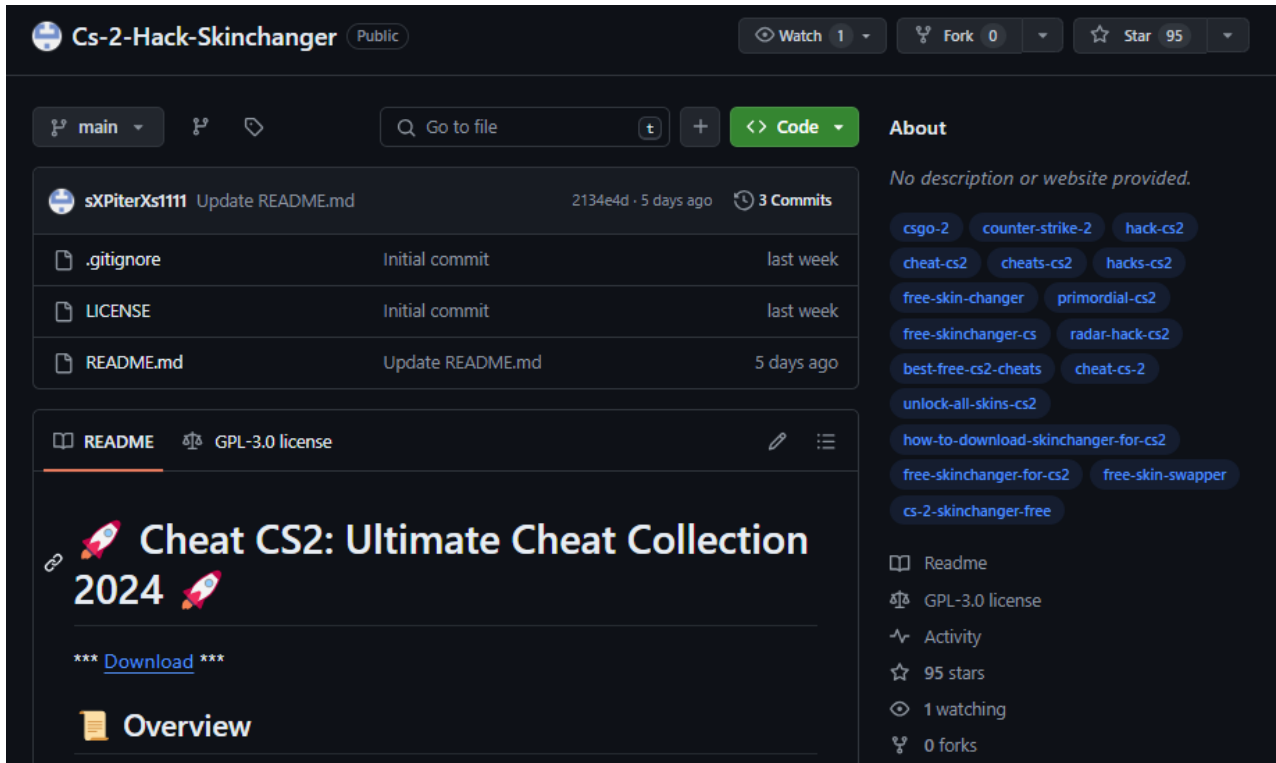 Cs-2-Hack-Skinchanger Public
Watch 1
Fork 0
Star 95
main
Go to file t
+
<> Code
sXPiterXs1111 Update README.md 2134e4d · 5 days ago 3 Commits
.gitignore Initial commit last week
LICENSE Initial commit last week
README.md Update README.md 5 days ago
README GPL-3.0 license
🚀 Cheat CS2: Ultimate Cheat Collection
2024 🚀
*** Download ***
📜 Overview
About
No description or website provided.
csgo-2 counter-strike-2 hack-cs2
cheat-cs2 cheats-cs2 hacks-cs2
free-skin-changer primordial-cs2
free-skinchanger-cs radar-hack-cs2
best-free-cs2-cheats cheat-cs-2
unlock-all-skins-cs2
how-to-download-skinchanger-for-cs2
free-skinchanger-for-cs2 free-skin-swapper
cs-2-skinchanger-free
Readme
GPL-3.0 license
Activity
95 stars
1 watching
0 forks